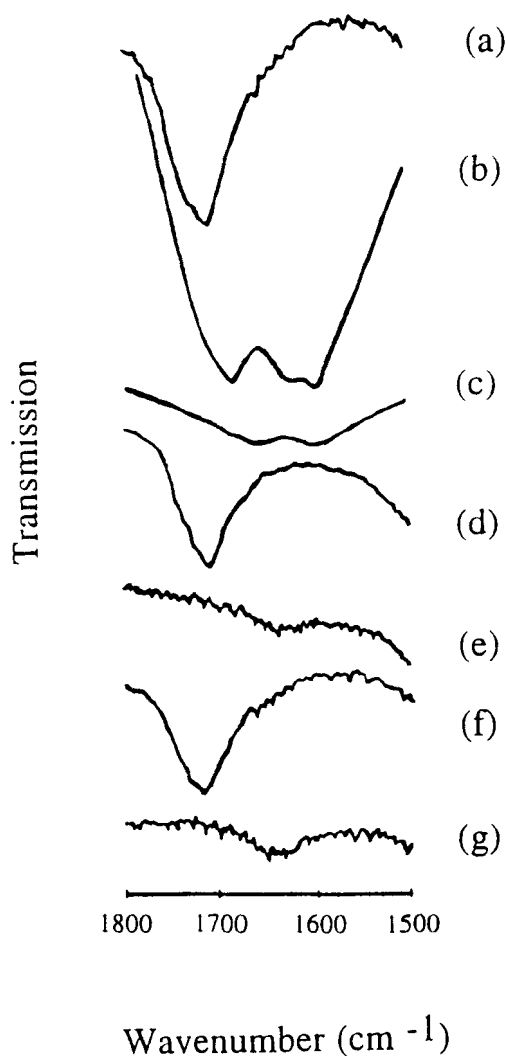 (a)
(b)
(c)
(d)
(e)
(f)
(g)
Transmission
1800 1700 1600 1500
Wavenumber (cm -1)